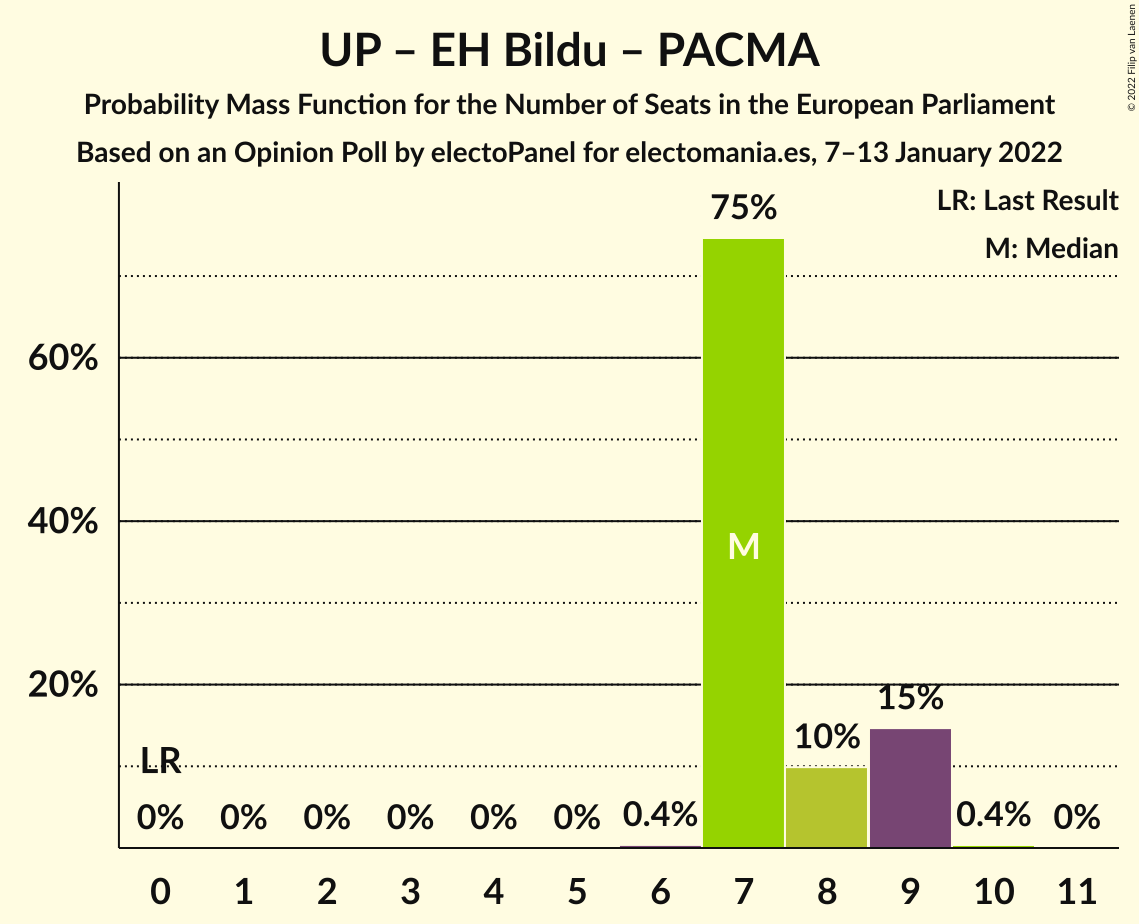 UP – EH Bildu – PACMA
Probability Mass Function for the Number of Seats in the European Parliament
Based on an Opinion Poll by electoPanel for electomania.es, 7–13 January 2022
© 2022 Filip van Laenen
LR: Last Result
M: Median
75%
60%
40%
M
20%
15%
10%
LR
0% 0% 0% 0% 0% 0% 0.4% 0.4% 0%
0 1 2 3 4 5 6 7 8 9 10 11